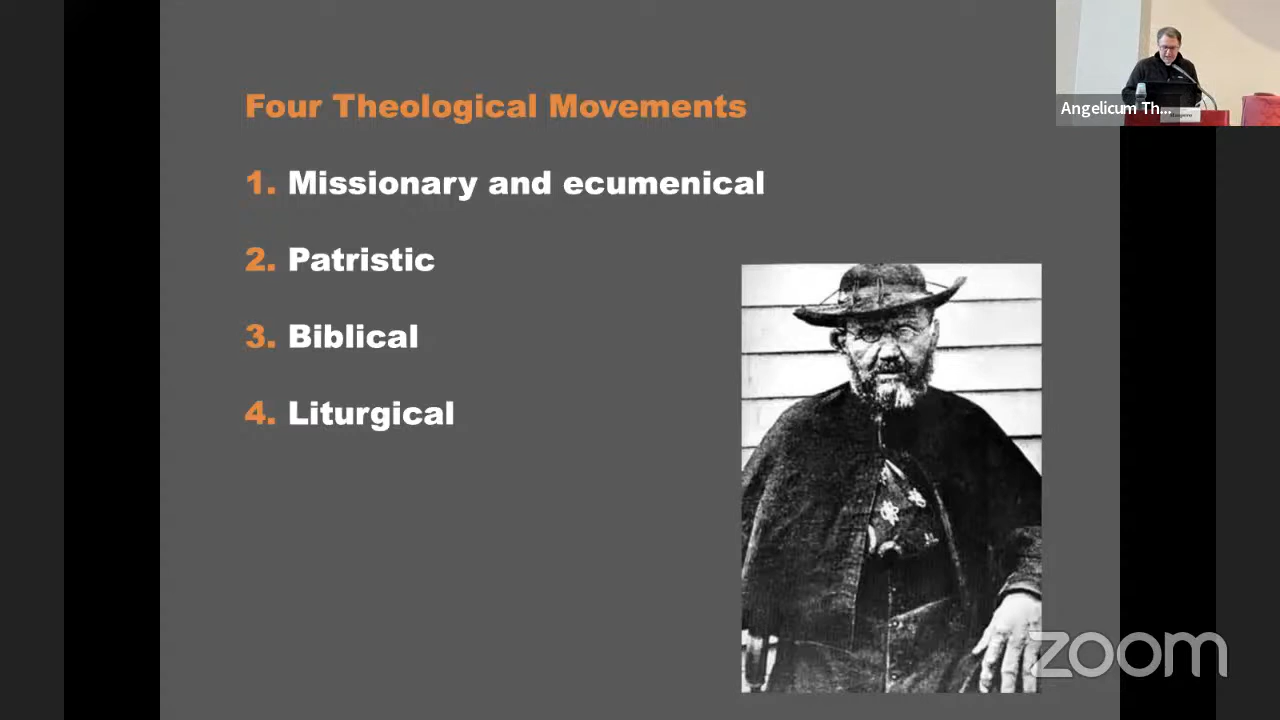 Four Theological Movements
1. Missionary and ecumenical
2. Patristic
3. Biblical
4. Liturgical
Angelicum Th...
zoom